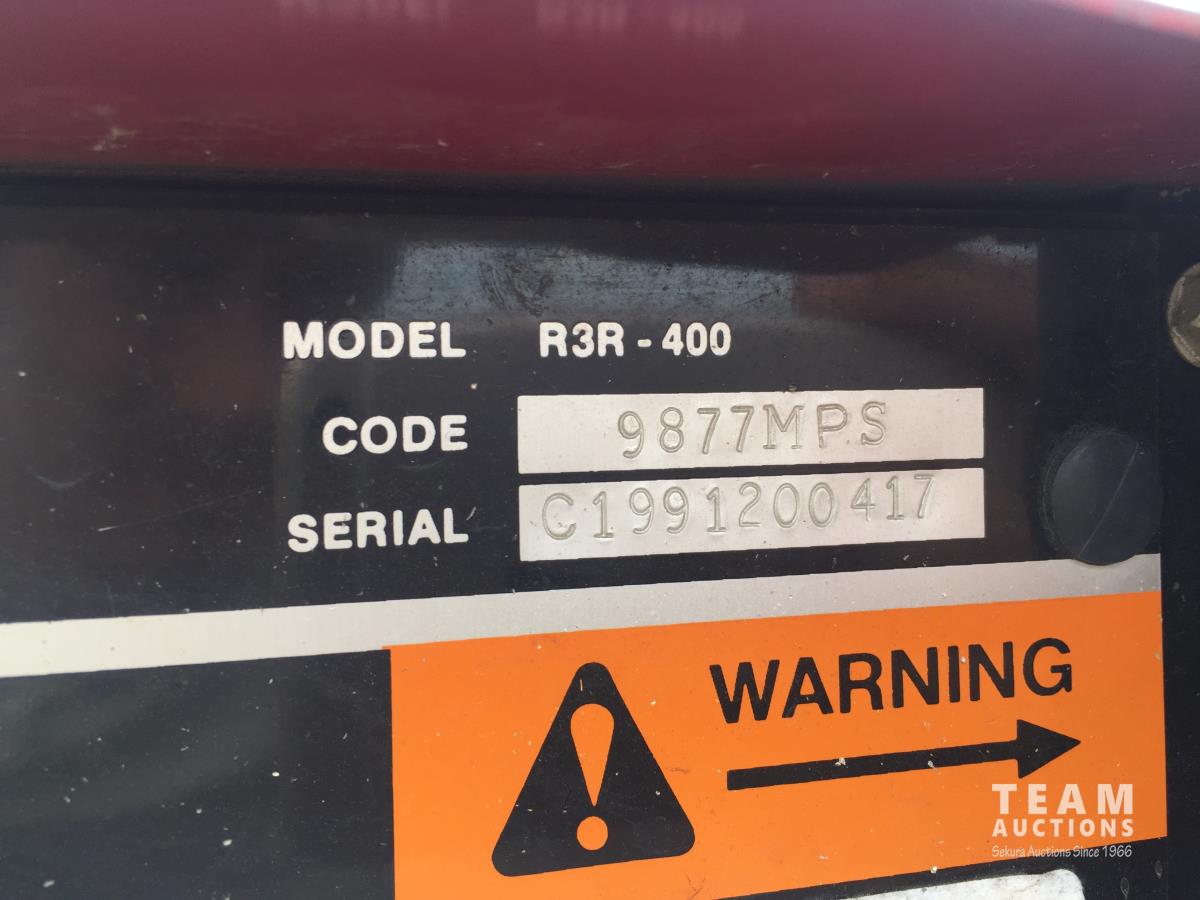 MODEL R3R - 400
CODE 9877MPS
SERIAL C1991200417
WARNING
TEAM
AUCTIONS
Sekura Auctions Since 1966